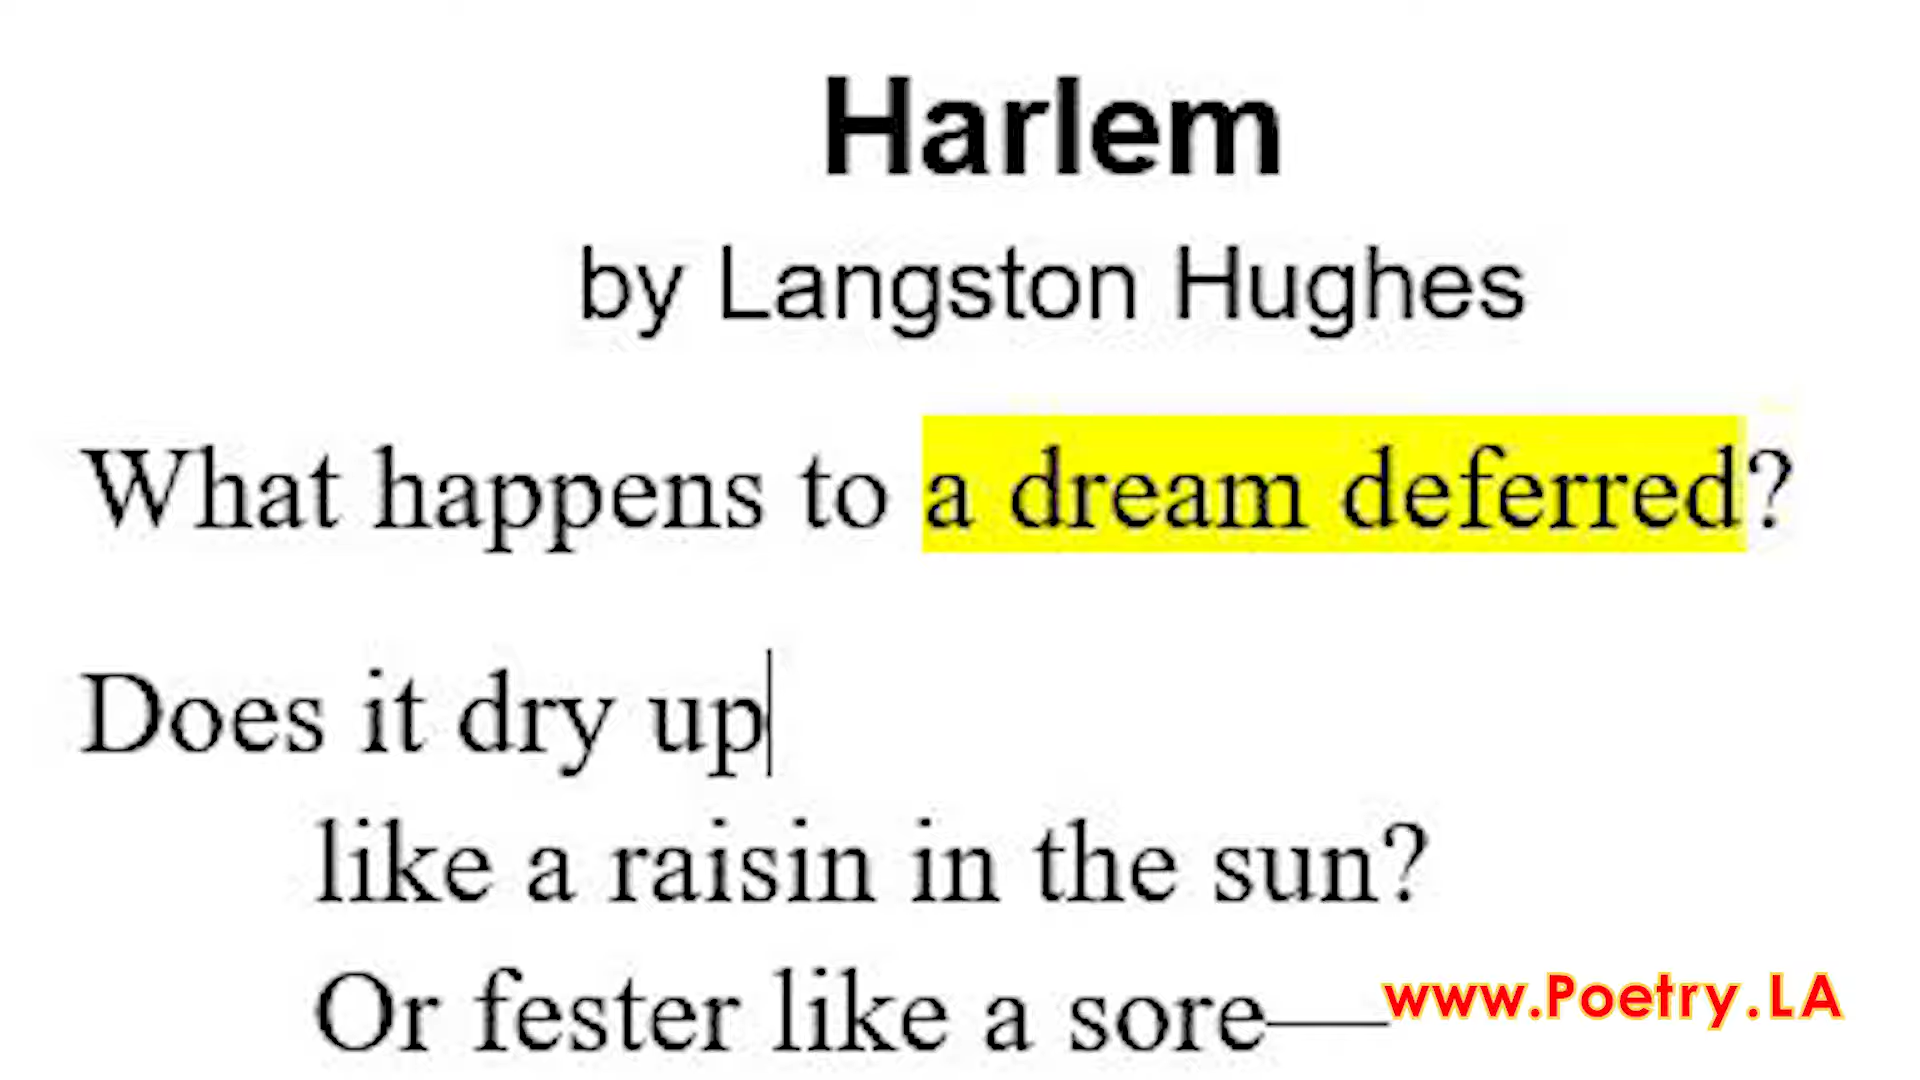 Harlem
by Langston Hughes
What happens to a dream deferred?
Does it dry up
like a raisin in the sun?
Or fester like a sore—
www.Poetry.LA